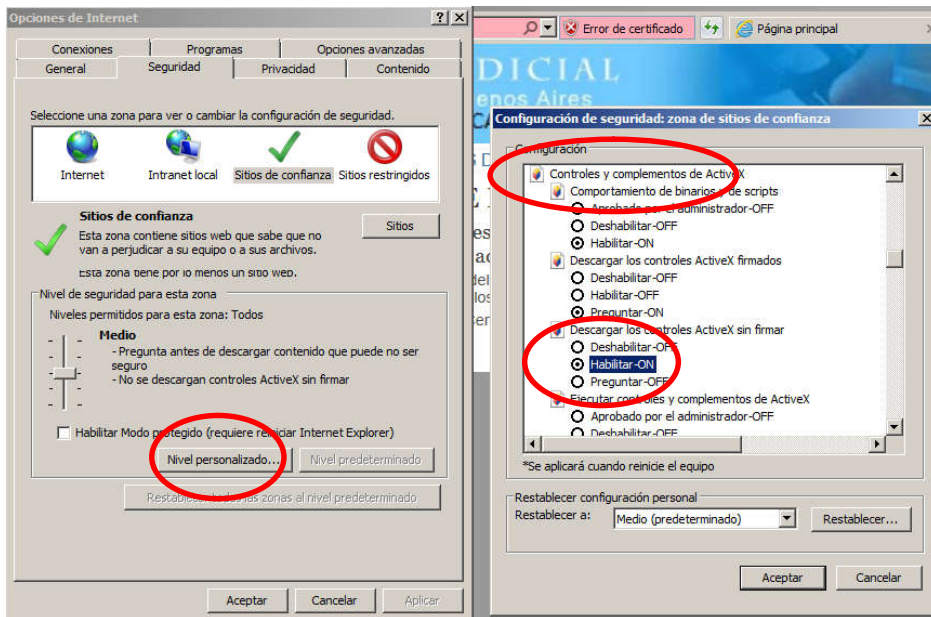 Opciones de Internet
Conexiones
Programas
Opciones avanzadas
General
Seguridad
Privacidad
Contenido
Seleccione una zona para ver o cambiar la configuración de seguridad.
Internet
Intranet local
Sitios de confianza
Sitios restringidos
Sitios de confianza
Esta zona contiene sitios web que sabe que no
van a perjudicar a su equipo o a sus archivos.
Esta zona tiene por lo menos un sitio web.
Sitios
Nivel de seguridad para esta zona
Niveles permitidos para esta zona: Todos
Medio
- Pregunta antes de descargar contenido que puede no ser
seguro
- No se descargan controles ActiveX sin firmar
Habilitar Modo protegido (requiere reiniciar Internet Explorer)
Nivel personalizado...
Nivel predeterminado
Restablecer todas las zonas al nivel predeterminado
Aceptar
Cancelar
Aplicar
Error de certificado
Página principal
DICIAL
enos Aires
Configuración de seguridad: zona de sitios de confianza
Configuración
Controles y complementos de ActiveX
Comportamiento de binarios y de scripts
Aprobado por el administrador-OFF
Deshabilitar-OFF
Habilitar-ON
Descargar los controles ActiveX firmados
Deshabilitar-OFF
Habilitar-OFF
Preguntar-ON
Descargar los controles ActiveX sin firmar
Deshabilitar-OFF
Habilitar-ON
Preguntar-OFF
Ejecutar controles y complementos de ActiveX
Aprobado por el administrador-OFF
Deshabilitar-OFF
*Se aplicará cuando reinicie el equipo
Restablecer configuración personal
Restablecer a:
Medio (predeterminado)
Restablecer...
Aceptar
Cancelar